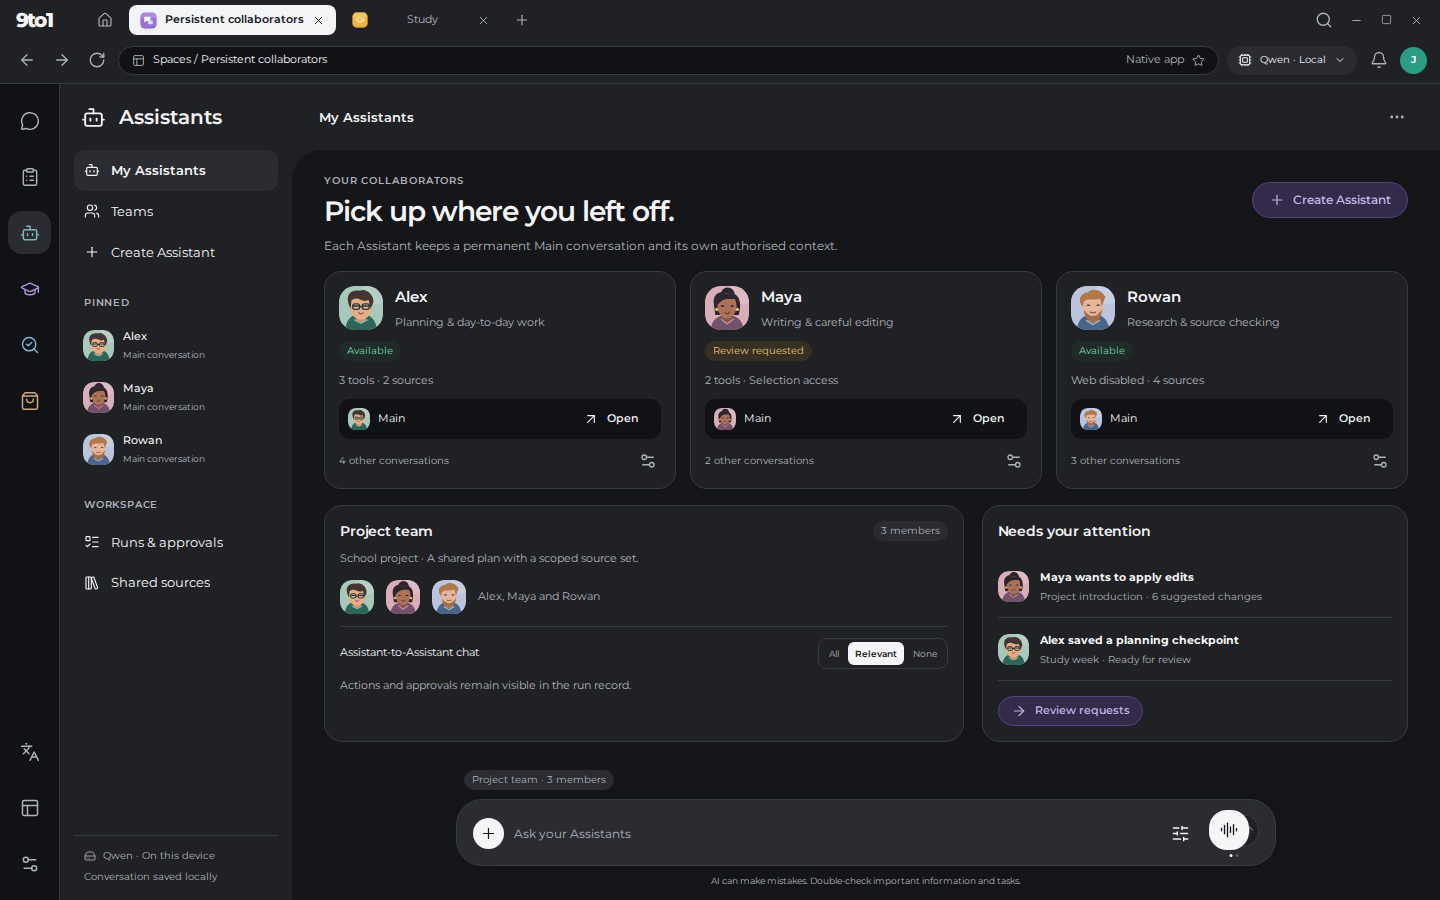 9to1
Persistent collaborators
Study
Spaces / Persistent collaborators
Native app
Qwen · Local
J
Assistants
My Assistants
My Assistants
Teams
Create Assistant
PINNED
Alex
Main conversation
Maya
Main conversation
Rowan
Main conversation
WORKSPACE
Runs & approvals
Shared sources
Qwen · On this device
Conversation saved locally
YOUR COLLABORATORS
Pick up where you left off.
Each Assistant keeps a permanent Main conversation and its own authorised context.
Create Assistant
Alex
Planning & day-to-day work
Available
3 tools · 2 sources
Main
Open
4 other conversations
Maya
Writing & careful editing
Review requested
2 tools · Selection access
Main
Open
2 other conversations
Rowan
Research & source checking
Available
Web disabled · 4 sources
Main
Open
3 other conversations
Project team
3 members
School project · A shared plan with a scoped source set.
Alex, Maya and Rowan
Assistant-to-Assistant chat
All
Relevant
None
Actions and approvals remain visible in the run record.
Needs your attention
Maya wants to apply edits
Project introduction · 6 suggested changes
Alex saved a planning checkpoint
Study week · Ready for review
Review requests
Project team · 3 members
Ask your Assistants
AI can make mistakes. Double-check important information and tasks.